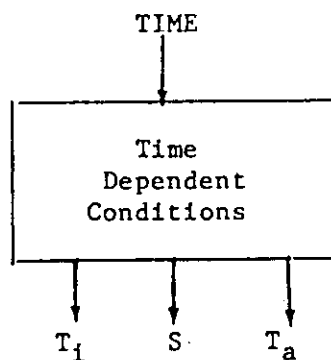 TIME
Time
Dependent
Conditions
T_i S T_a